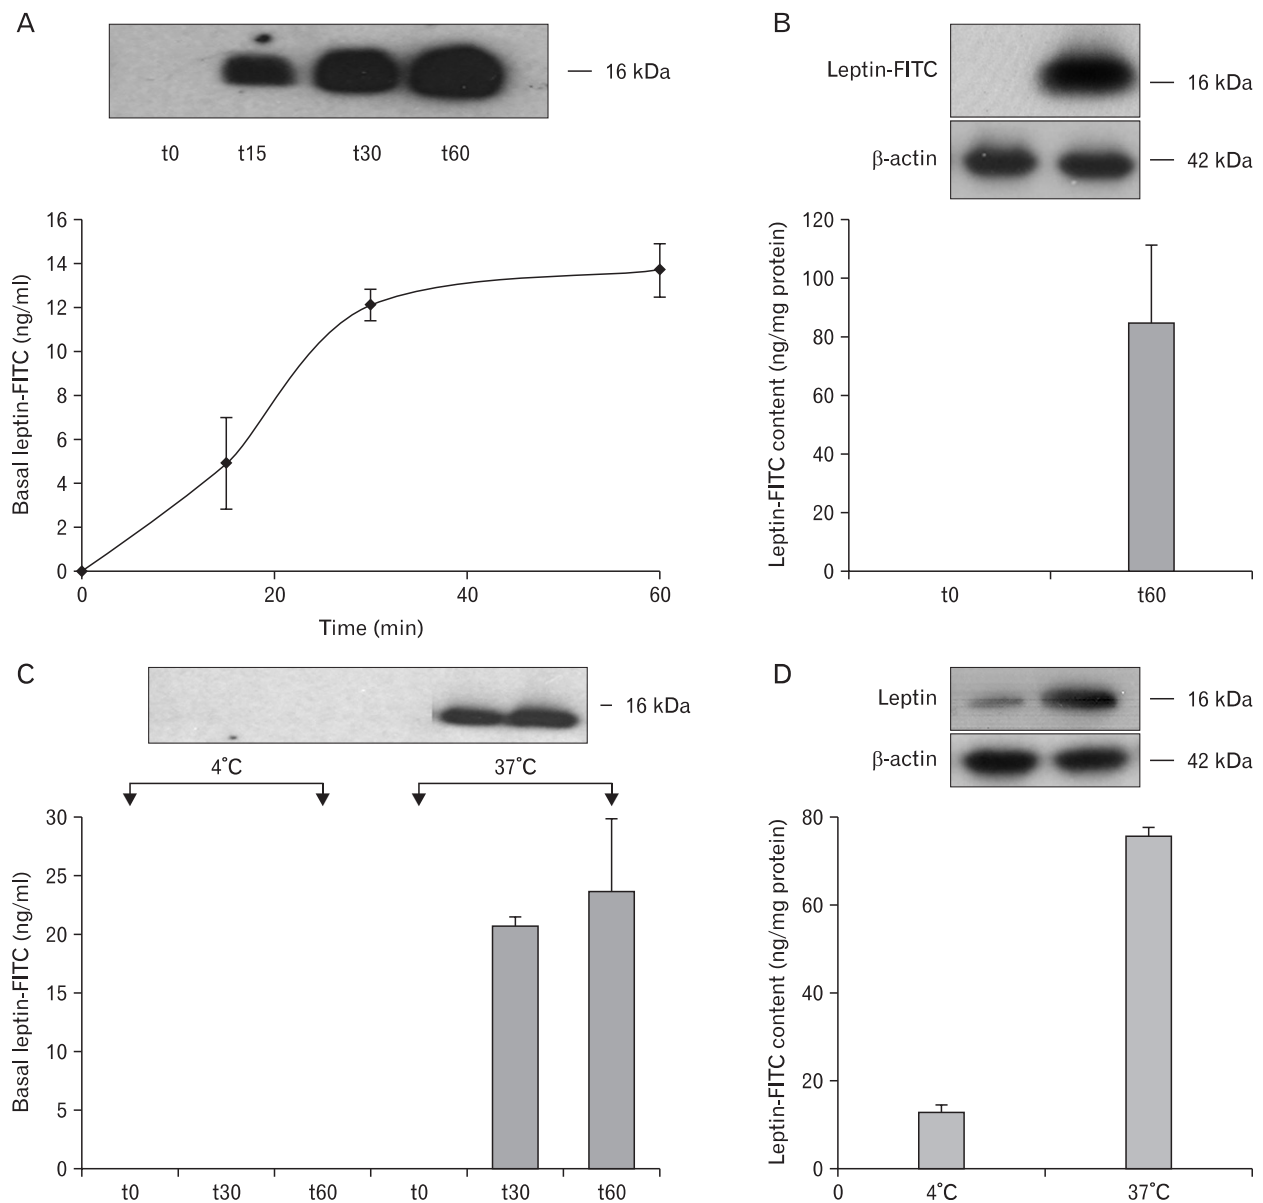 A
16 kDa
t0 t15 t30 t60
16
14
12
10
8
6
4
2
0
Basal leptin-FITC (ng/ml)
0 20 40 60
Time (min)
B
Leptin-FITC 16 kDa
β-actin 42 kDa
120
100
80
60
40
20
0
Leptin-FITC content (ng/mg protein)
t0 t60
C
16 kDa
4˚C 37˚C
30
25
20
15
10
5
0
Basal leptin-FITC (ng/ml)
t0 t30 t60 t0 t30 t60
D
Leptin 16 kDa
β-actin 42 kDa
80
60
40
20
0
Leptin-FITC content (ng/mg protein)
0 4˚C 37˚C